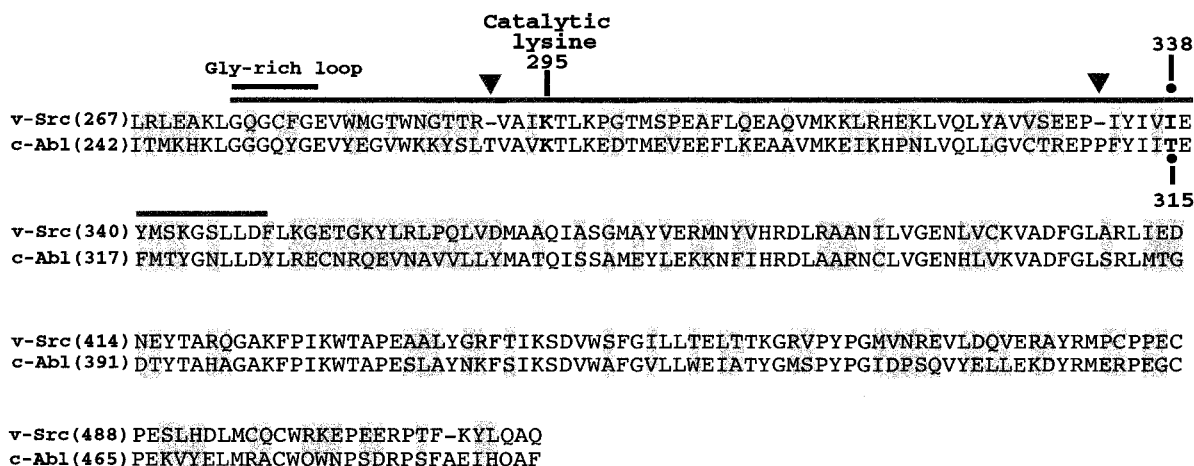 Catalytic
lysine
295
338
Gly-rich loop
v-Src(267) LRLEAKLGQGCFGEVWMGTWNGTTR-VAIKTLKPGTMSPEAFLQEAQVMKKLRHEKLVQLYAVVSEEP-IYIVIE
c-Abl(242) ITMKHKLGGGQYGEVYEGVWKKYSLTVAVKTLKEDTMEVEEFLKEAAVMKEIKHPNLVQLLGVCTREPPFYIITE
315
v-Src(340) YMSKGSLLDFLKGETGKYLRLPQLVDMAAQIASGMAYVERMNYVHRDLRAANILVGENLVCKVADFGLARLIED
c-Abl(317) FMTYGNLLDYLRECNRQEVNAVVLLYMATQISSAMEYLEKKNFIHRDLAARNCLVGENHLVKVADFGLSRLMTG
v-Src(414) NEYTARQGAKFPIKWTAPEAALYGRFTIKSDVWSFGILLTELTTKGRVPYPGMVNREVLDQVERAYRMPCPPEC
c-Abl(391) DTYTAHAGAKFPIKWTAPESLAYNKFSIKSDVWAFGVLLWEIATYGMSPYPGIDPSQVYELLEKDYRMERPEGC
v-Src(488) PESLHDLMCQCWRKEPEERPTF-KYLQAQ
c-Abl(465) PEKVYELMRACWQWNPSDRPSFAEIHQAF